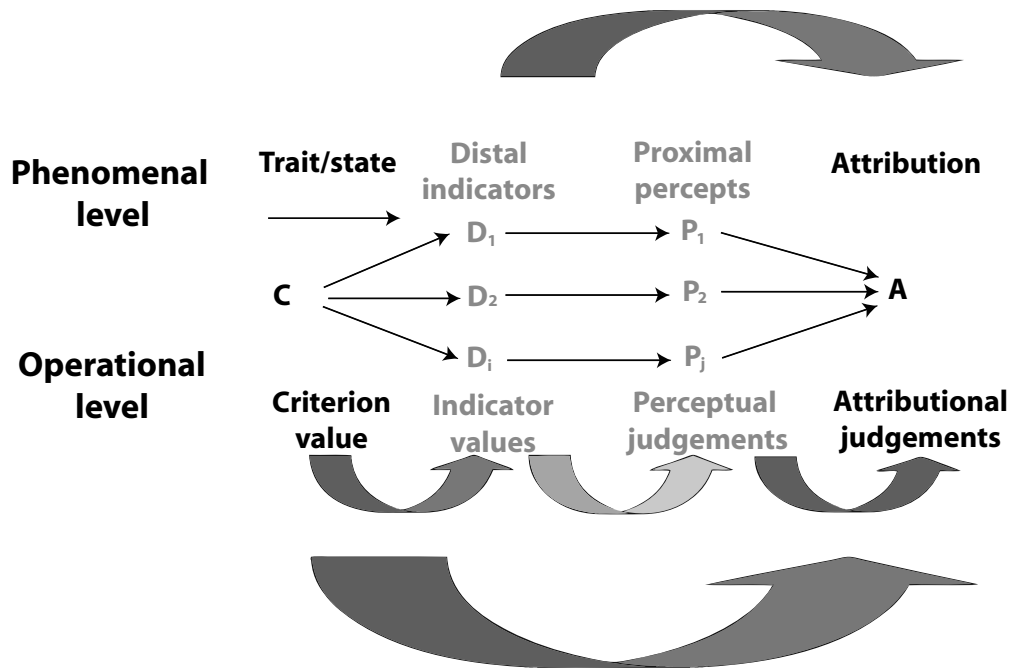 Phenomenal
level
Trait/state
Distal
indicators
Proximal
percepts
Attribution
D₁
P₁
C
D₂
P₂
A
Dᵢ
Pⱼ
Operational
level
Criterion
value
Indicator
values
Perceptual
judgements
Attributional
judgements